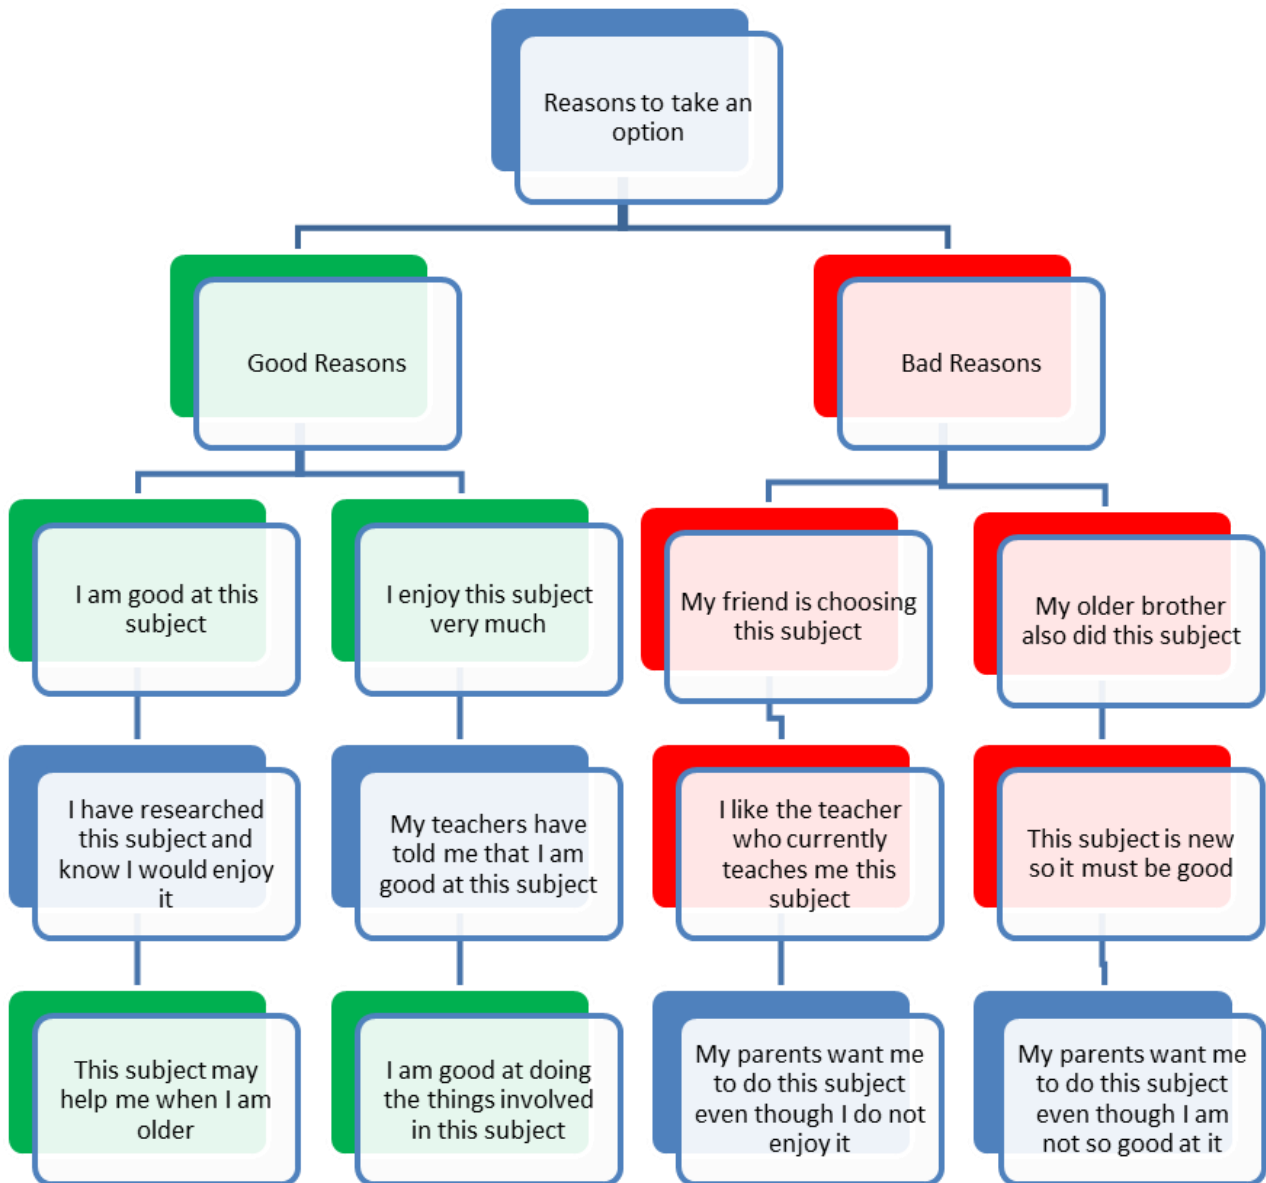 Reasons to take an
option
Good Reasons
Bad Reasons
I am good at this
subject
I enjoy this subject
very much
My friend is choosing
this subject
My older brother
also did this subject
I have researched
this subject and
know I would enjoy
it
My teachers have
told me that I am
good at this subject
I like the teacher
who currently
teaches me this
subject
This subject is new
so it must be good
This subject may
help me when I am
older
I am good at doing
the things involved
in this subject
My parents want me
to do this subject
even though I do not
enjoy it
My parents want me
to do this subject
even though I am
not so good at it